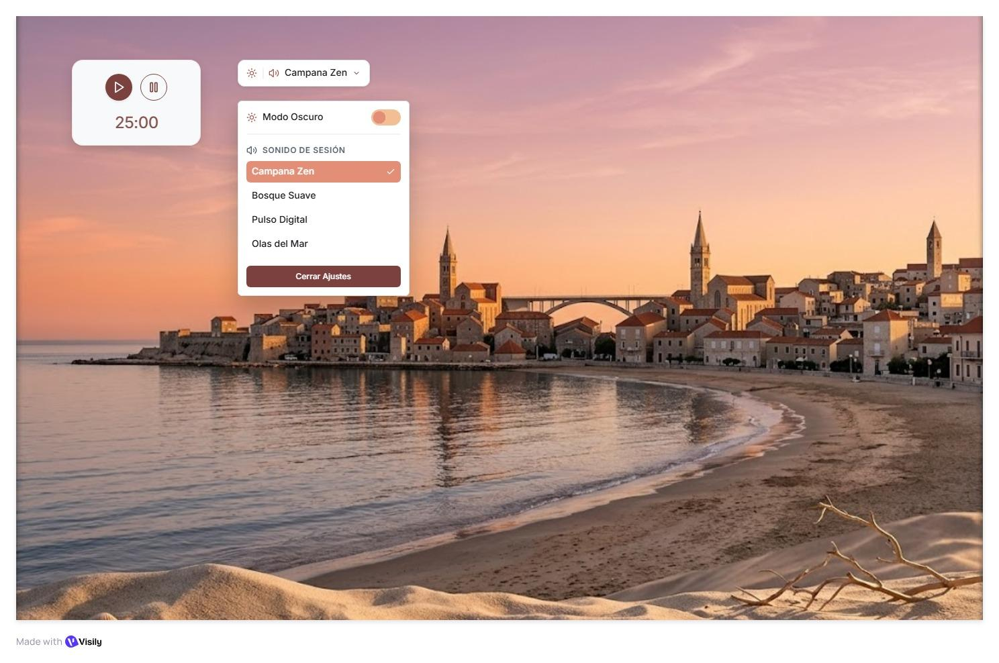 25:00
Campana Zen
Modo Oscuro
SONIDO DE SESIÓN
Campana Zen
Bosque Suave
Pulso Digital
Olas del Mar
Cerrar Ajustes
Made with Visily